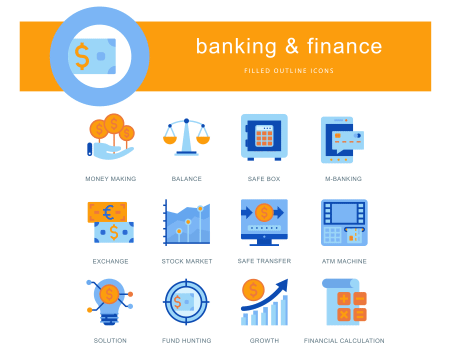 banking & finance
FILLED OUTLINE ICONS
MONEY MAKING
BALANCE
SAFE BOX
M-BANKING
EXCHANGE
STOCK MARKET
SAFE TRANSFER
ATM MACHINE
SOLUTION
FUND HUNTING
GROWTH
FINANCIAL CALCULATION